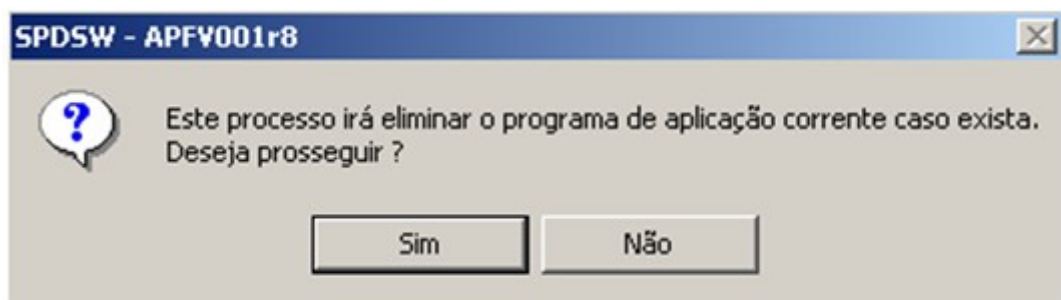 SPDSW - APFV001r8
Este processo irá eliminar o programa de aplicação corrente caso exista.
Deseja prosseguir ?
Sim Não